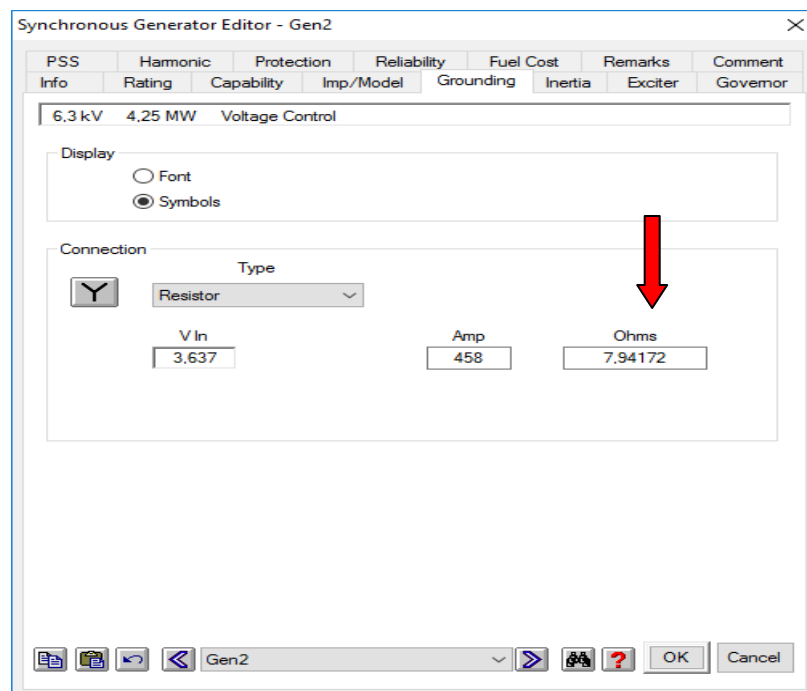 Synchronous Generator Editor - Gen2
PSS Harmonic Protection Reliability Fuel Cost Remarks Comment
Info Rating Capability Imp/Model Grounding Inertia Exciter Governor
6,3 kV 4,25 MW Voltage Control
Display
Font
Symbols
Connection
Type
Resistor
V ln Amp Ohms
3,637 458 7,94172
Gen2 ? OK Cancel